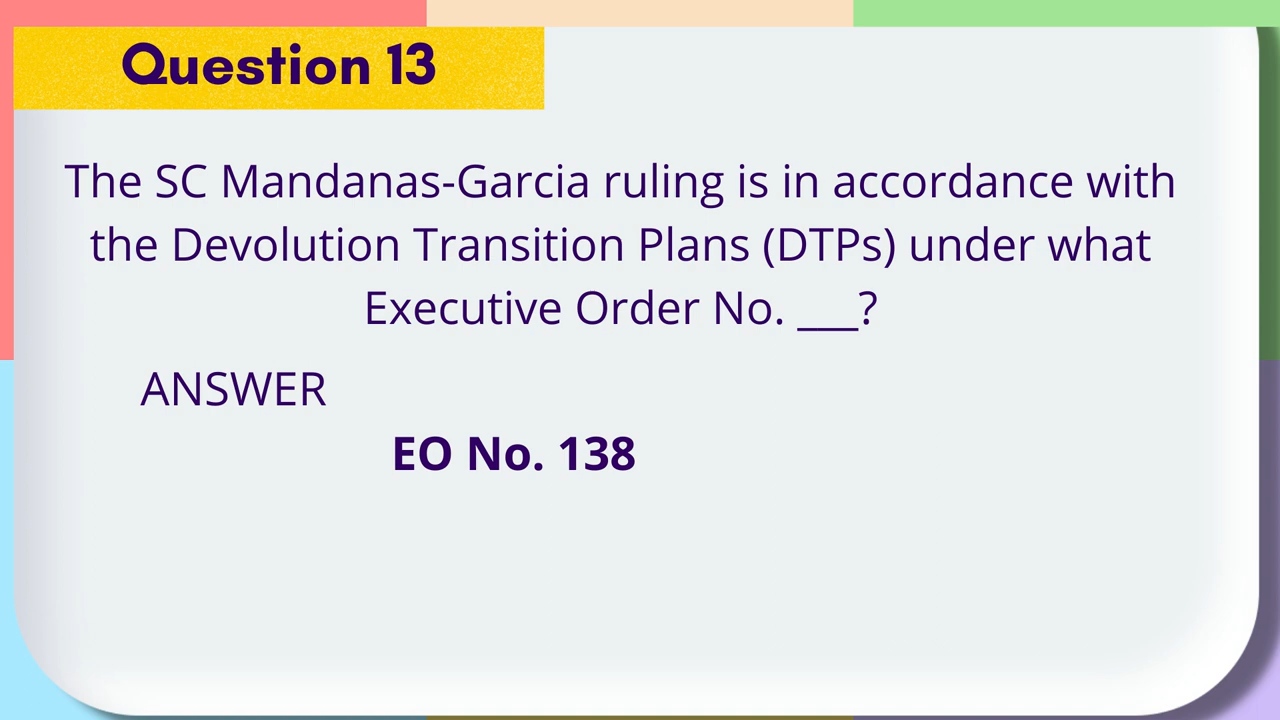 Question 13
The SC Mandanas-Garcia ruling is in accordance with
the Devolution Transition Plans (DTPs) under what
Executive Order No. ___?
ANSWER
EO No. 138